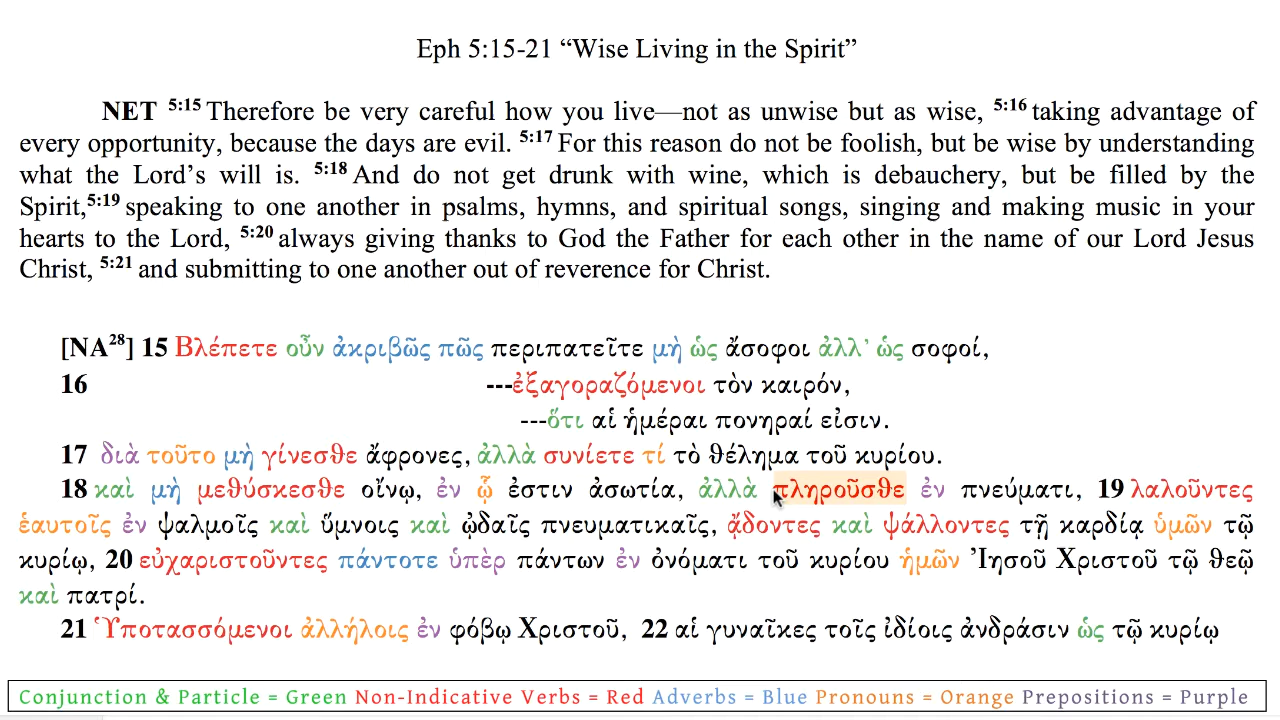 Eph 5:15-21 “Wise Living in the Spirit”
NET 5:15 Therefore be very careful how you live—not as unwise but as wise, 5:16 taking advantage of
every opportunity, because the days are evil. 5:17 For this reason do not be foolish, but be wise by understanding
what the Lord’s will is. 5:18 And do not get drunk with wine, which is debauchery, but be filled by the
Spirit,5:19 speaking to one another in psalms, hymns, and spiritual songs, singing and making music in your
hearts to the Lord, 5:20 always giving thanks to God the Father for each other in the name of our Lord Jesus
Christ, 5:21 and submitting to one another out of reverence for Christ.
[NA28] 15 Βλέπετε οὖν ἀκριβῶς πῶς περιπατεῖτε μὴ ὡς ἄσοφοι ἀλλ᾽ ὡς σοφοί,
16 ---ἐξαγοραζόμενοι τὸν καιρόν,
---ὅτι αἱ ἡμέραι πονηραί εἰσιν.
17 διὰ τοῦτο μὴ γίνεσθε ἄφρονες, ἀλλὰ συνίετε τί τὸ θέλημα τοῦ κυρίου.
18 καὶ μὴ μεθύσκεσθε οἴνῳ, ἐν ᾧ ἐστιν ἀσωτία, ἀλλὰ πληροῦσθε ἐν πνεύματι, 19 λαλοῦντες
ἑαυτοῖς ἐν ψαλμοῖς καὶ ὕμνοις καὶ ᾠδαῖς πνευματικαῖς, ᾄδοντες καὶ ψάλλοντες τῇ καρδίᾳ ὑμῶν τῷ
κυρίῳ, 20 εὐχαριστοῦντες πάντοτε ὑπὲρ πάντων ἐν ὀνόματι τοῦ κυρίου ἡμῶν Ἰησοῦ Χριστοῦ τῷ θεῷ
καὶ πατρί.
21 Ὑποτασσόμενοι ἀλλήλοις ἐν φόβῳ Χριστοῦ, 22 αἱ γυναῖκες τοῖς ἰδίοις ἀνδράσιν ὡς τῷ κυρίῳ
Conjunction & Particle = Green Non-Indicative Verbs = Red Adverbs = Blue Pronouns = Orange Prepositions = Purple